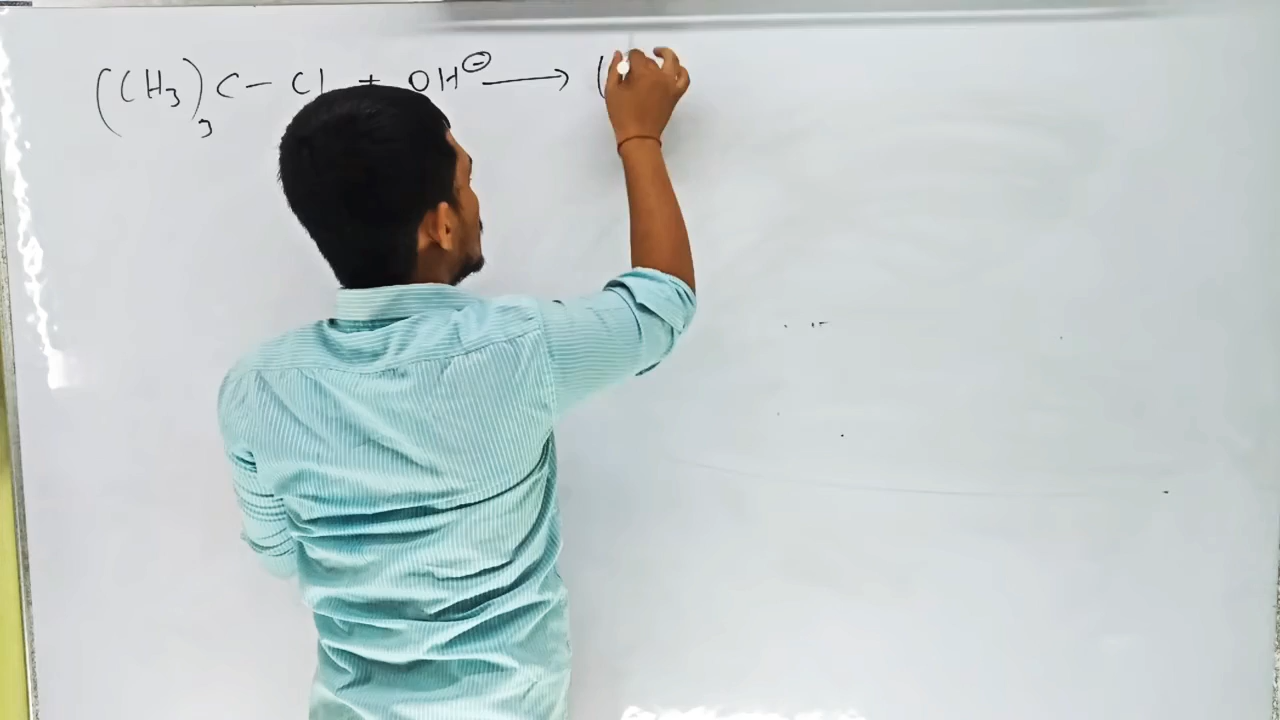 (CH₃)₃C—Cl + OH⊖ ⟶ (